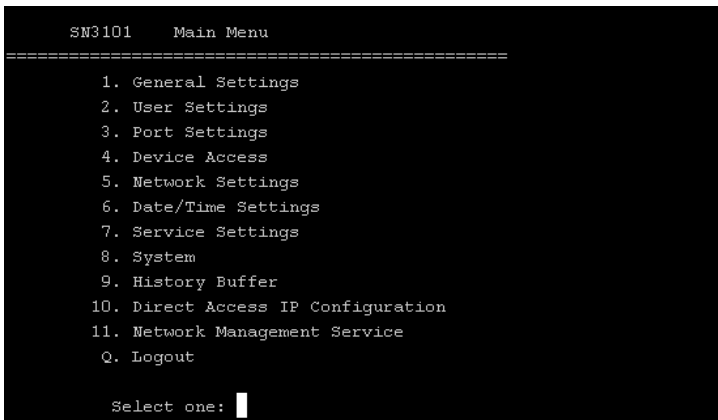 SN3101 Main Menu
================================================
1. General Settings
2. User Settings
3. Port Settings
4. Device Access
5. Network Settings
6. Date/Time Settings
7. Service Settings
8. System
9. History Buffer
10. Direct Access IP Configuration
11. Network Management Service
Q. Logout
Select one: